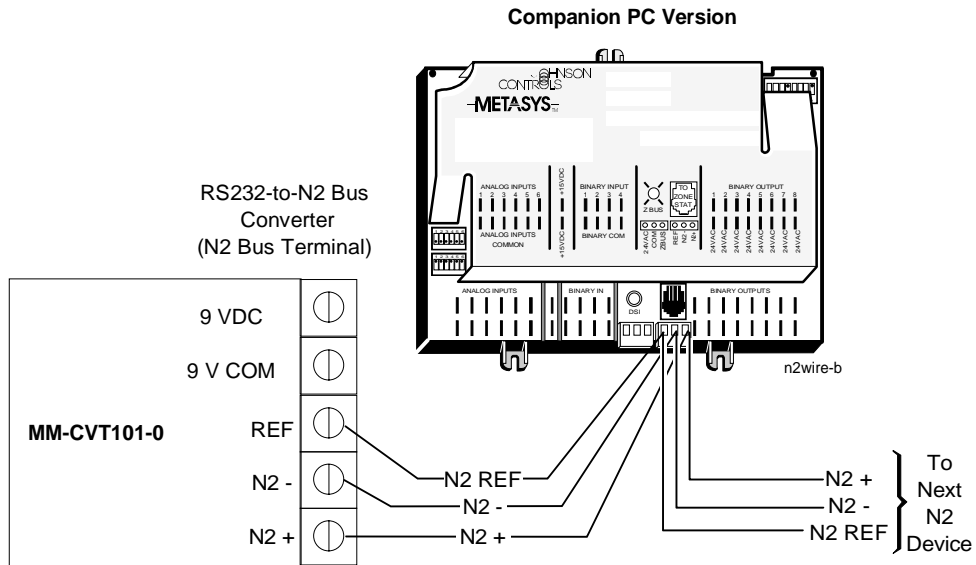 Companion PC Version
JOHNSON
CONTROLS
METASYS
ANALOG INPUTS
1 2 3 4 5 6
ANALOG INPUTS
COMMON
+15VDC
+15VDC
BINARY INPUT
1 2 3 4
BINARY COM
Z BUS
TO
ZONE
STAT
24VAC
COM
ZBUS
REF
N2-
N2+
BINARY OUTPUT
1 2 3 4 5 6 7 8
24VAC 24VAC 24VAC 24VAC 24VAC 24VAC 24VAC 24VAC
ANALOG INPUTS
BINARY IN
DSI
BINARY OUTPUTS
n2wire-b
RS232-to-N2 Bus
Converter
(N2 Bus Terminal)
9 VDC
9 V COM
MM-CVT101-0
REF
N2 -
N2 +
N2 REF
N2 -
N2 +
N2 +
N2 -
N2 REF
To
Next
N2
Device